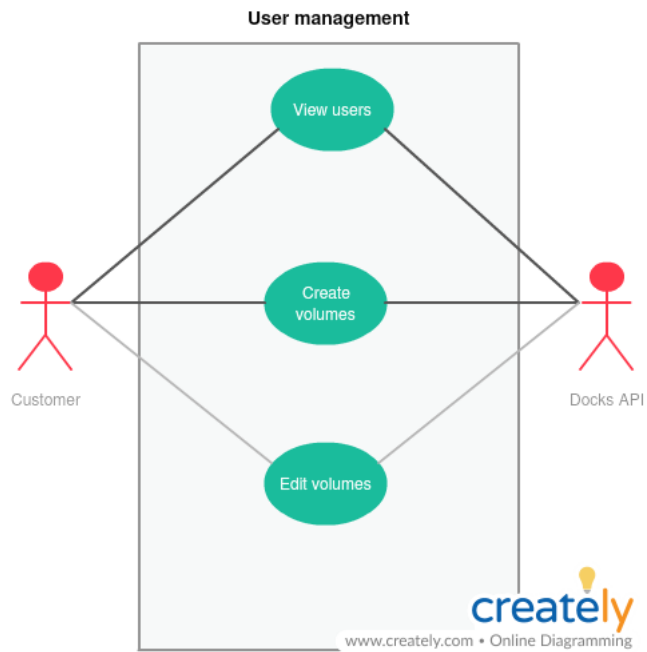 User management
View users
Create
volumes
Customer
Docks API
Edit volumes
creately
www.creately.com • Online Diagramming